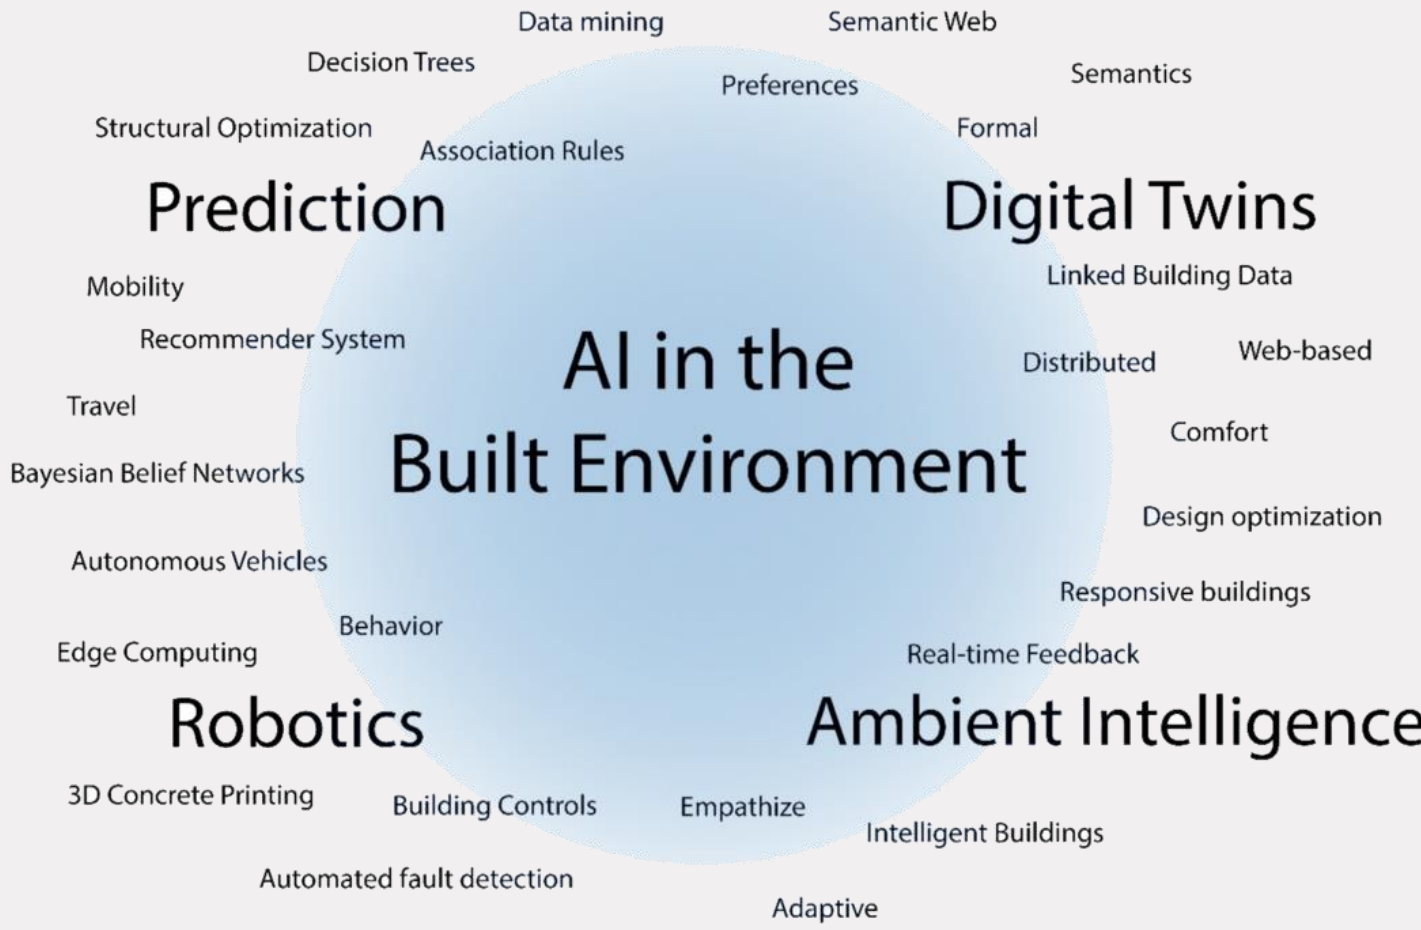 Data mining
Semantic Web
Decision Trees
Preferences
Semantics
Structural Optimization
Association Rules
Formal
Prediction
Digital Twins
Mobility
Linked Building Data
Recommender System
AI in the
Distributed
Web-based
Travel
Comfort
Built Environment
Bayesian Belief Networks
Design optimization
Autonomous Vehicles
Responsive buildings
Behavior
Edge Computing
Real-time Feedback
Robotics
Ambient Intelligence
3D Concrete Printing
Building Controls
Empathize
Intelligent Buildings
Automated fault detection
Adaptive